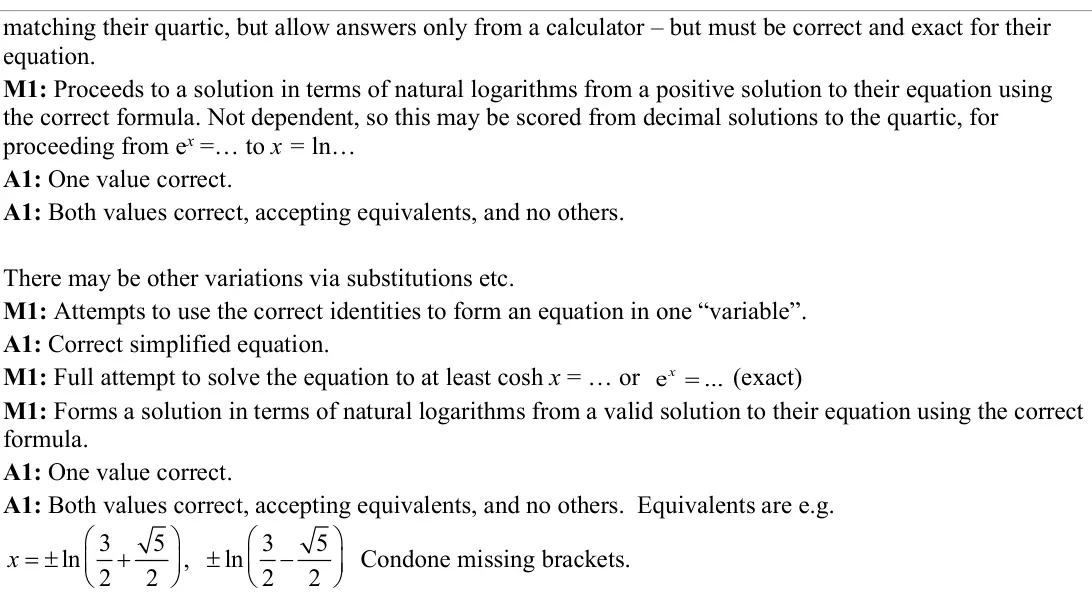 matching their quartic, but allow answers only from a calculator – but must be correct and exact for their
equation.
M1: Proceeds to a solution in terms of natural logarithms from a positive solution to their equation using
the correct formula. Not dependent, so this may be scored from decimal solutions to the quartic, for
proceeding from eˣ =… to x = ln…
A1: One value correct.
A1: Both values correct, accepting equivalents, and no others.
There may be other variations via substitutions etc.
M1: Attempts to use the correct identities to form an equation in one “variable”.
A1: Correct simplified equation.
M1: Full attempt to solve the equation to at least cosh x = … or eˣ = ... (exact)
M1: Forms a solution in terms of natural logarithms from a valid solution to their equation using the correct
formula.
A1: One value correct.
A1: Both values correct, accepting equivalents, and no others. Equivalents are e.g.
x = ± ln(3/2 + √5/2), ± ln(3/2 − √5/2) Condone missing brackets.